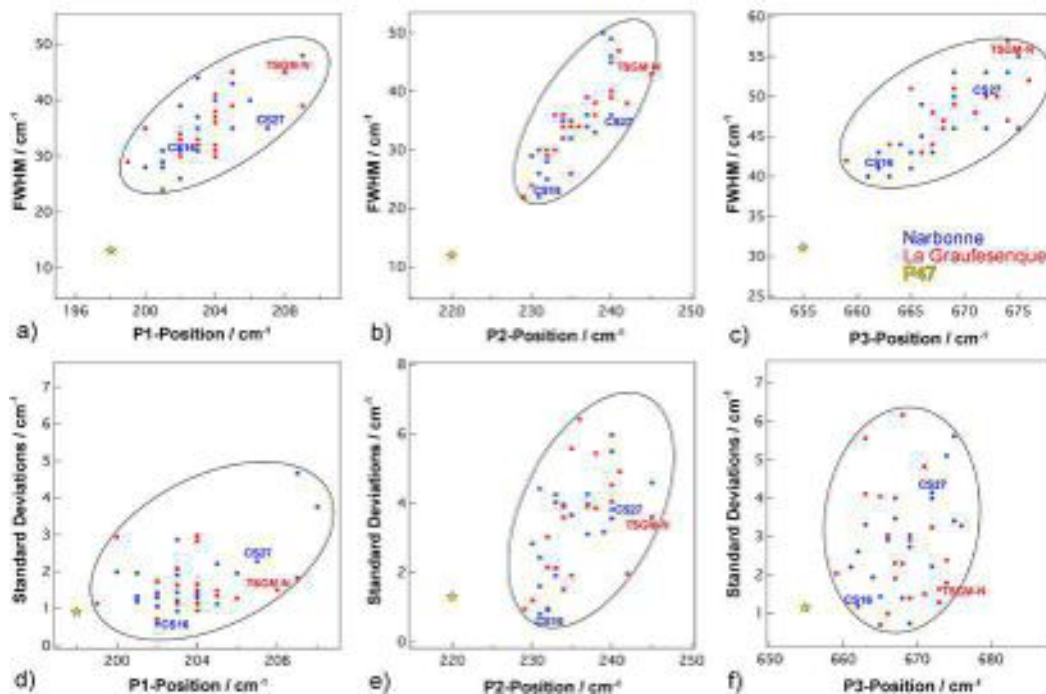 FWHM / cm⁻¹
50
40
30
20
10
TSGM-N
CS27
CS16
196
200
204
208
a)
P1-Position / cm⁻¹
FWHM / cm⁻¹
50
40
30
20
10
TSGM-N
CS27
CS16
220
230
240
250
b)
P2-Position / cm⁻¹
FWHM / cm⁻¹
60
55
50
45
40
35
30
25
TSGM-N
CS27
CS16
Narbonne
La Graufesenque
P47
655
660
665
670
675
c)
P3-Position / cm⁻¹
Standard Deviations / cm⁻¹
7
6
5
4
3
2
1
0
CS27
TSGM-N
CS16
200
204
206
d)
P1-Position / cm⁻¹
Standard Deviations / cm⁻¹
8
6
4
2
0
CS27
TSGM-N
CS16
220
230
240
250
e)
P2-Position / cm⁻¹
Standard Deviations / cm⁻¹
7
6
5
4
3
2
1
0
CS27
CS16
TSGM-N
650
660
670
680
f)
P3-Position / cm⁻¹